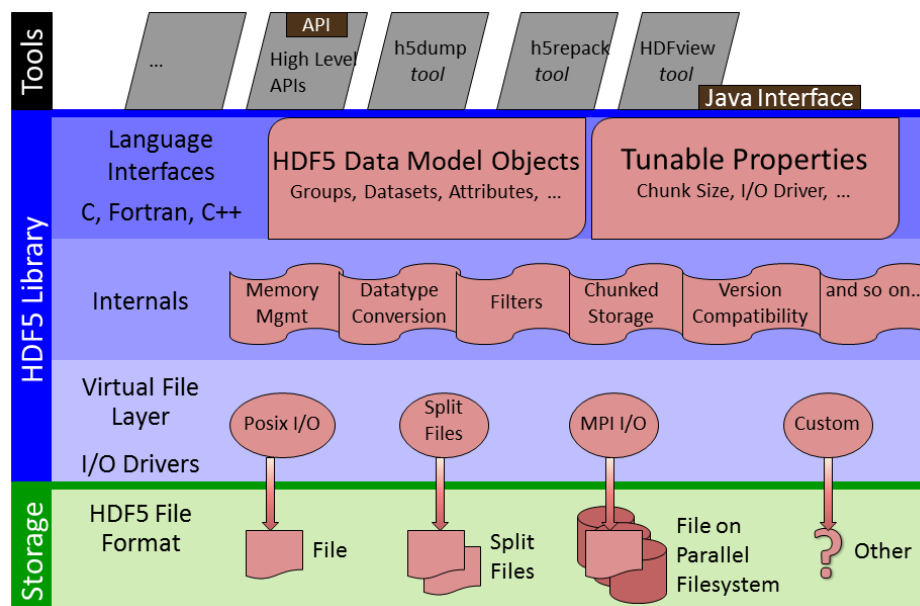 Tools
...
API
High Level
APIs
h5dump
tool
h5repack
tool
HDFview
tool
Java Interface
HDF5 Library
Language
Interfaces
C, Fortran, C++
HDF5 Data Model Objects
Groups, Datasets, Attributes, ...
Tunable Properties
Chunk Size, I/O Driver, ...
Internals
Memory
Mgmt
Datatype
Conversion
Filters
Chunked
Storage
Version
Compatibility
and so on...
Virtual File
Layer
I/O Drivers
Posix I/O
Split
Files
MPI I/O
Custom
Storage
HDF5 File
Format
File
Split
Files
File on
Parallel
Filesystem
?
Other